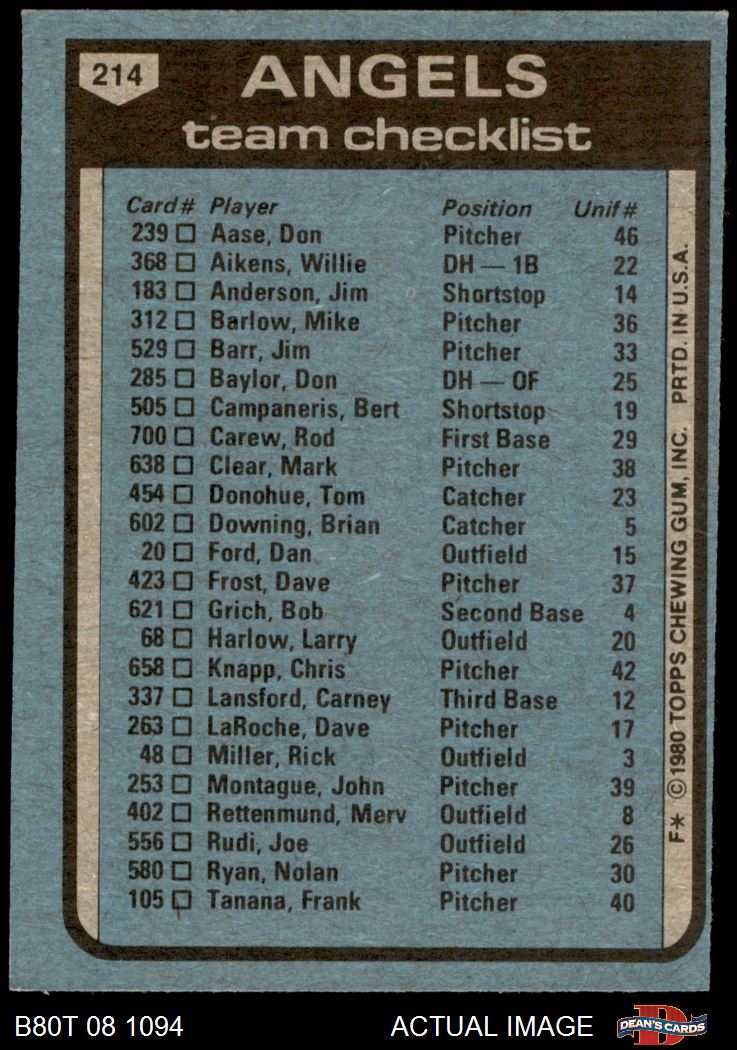 214
ANGELS
team checklist
Card # Player Position Unif #
239 □ Aase, Don Pitcher 46
368 □ Aikens, Willie DH — 1B 22
183 □ Anderson, Jim Shortstop 14
312 □ Barlow, Mike Pitcher 36
529 □ Barr, Jim Pitcher 33
285 □ Baylor, Don DH — OF 25
505 □ Campaneris, Bert Shortstop 19
700 □ Carew, Rod First Base 29
638 □ Clear, Mark Pitcher 38
454 □ Donohue, Tom Catcher 23
602 □ Downing, Brian Catcher 5
20 □ Ford, Dan Outfield 15
423 □ Frost, Dave Pitcher 37
621 □ Grich, Bob Second Base 4
68 □ Harlow, Larry Outfield 20
658 □ Knapp, Chris Pitcher 42
337 □ Lansford, Carney Third Base 12
263 □ LaRoche, Dave Pitcher 17
48 □ Miller, Rick Outfield 3
253 □ Montague, John Pitcher 39
402 □ Rettenmund, Merv Outfield 8
556 □ Rudi, Joe Outfield 26
580 □ Ryan, Nolan Pitcher 30
105 □ Tanana, Frank Pitcher 40
F* © 1980 TOPPS CHEWING GUM, INC. PRTD. IN U.S.A.
B80T 08 1094 ACTUAL IMAGE
D
DEAN'S CARDS